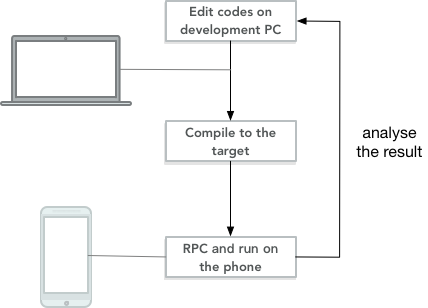 Edit codes on
development PC
Compile to the
target
analyse
the result
RPC and run on
the phone